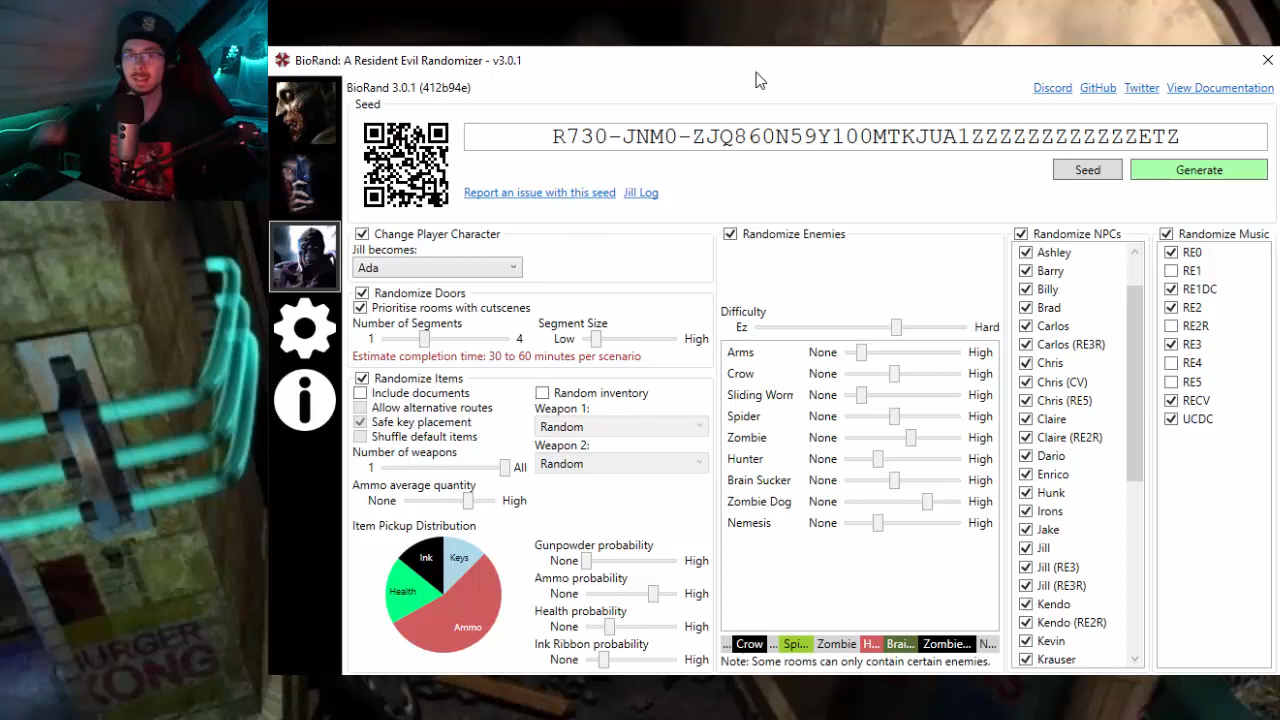 BioRand: A Resident Evil Randomizer - v3.0.1
BioRand 3.0.1 (412b94e)
Discord GitHub Twitter View Documentation
Seed
R730-JNM0-ZJQ860N59Y100MTKJUA1ZZZZZZZZZZZZETZ
Seed Generate
Report an issue with this seed Jill Log
Change Player Character
Jill becomes:
Ada
Randomize Doors
Prioritise rooms with cutscenes
Number of Segments Segment Size
1 4 Low High
Estimate completion time: 30 to 60 minutes per scenario
Randomize Items
Include documents
Allow alternative routes
Safe key placement
Shuffle default items
Number of weapons
1 All
Ammo average quantity
None High
Random inventory
Weapon 1:
Random
Weapon 2:
Random
Item Pickup Distribution
Ink Keys
Health
Ammo
Gunpowder probability
None High
Ammo probability
None High
Health probability
None High
Ink Ribbon probability
None High
Randomize Enemies
Difficulty
Ez Hard
Arms None High
Crow None High
Sliding Worm None High
Spider None High
Zombie None High
Hunter None High
Brain Sucker None High
Zombie Dog None High
Nemesis None High
... Crow ... Spi... Zombie H... Brai... Zombie... N...
Note: Some rooms can only contain certain enemies.
Randomize NPCs
Ashley
Barry
Billy
Brad
Carlos
Carlos (RE3R)
Chris
Chris (CV)
Chris (RE5)
Claire
Claire (RE2R)
Dario
Enrico
Hunk
Irons
Jake
Jill
Jill (RE3)
Jill (RE3R)
Kendo
Kendo (RE2R)
Kevin
Krauser
Randomize Music
RE0
RE1
RE1DC
RE2
RE2R
RE3
RE4
RE5
RECV
UCDC
BURGER
KONG